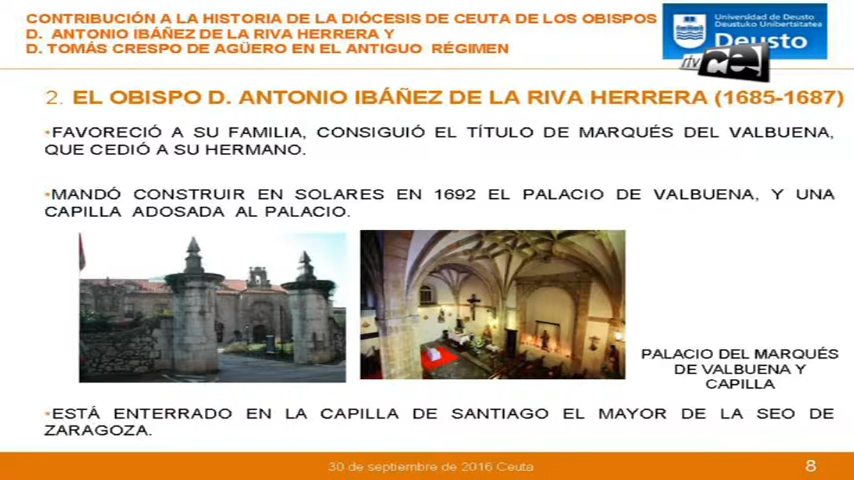 CONTRIBUCIÓN A LA HISTORIA DE LA DIÓCESIS DE CEUTA DE LOS OBISPOS
D. ANTONIO IBÁÑEZ DE LA RIVA HERRERA Y
D. TOMÁS CRESPO DE AGÜERO EN EL ANTIGUO RÉGIMEN
Universidad de Deusto
Deustuko Unibertsitatea
Deusto
rtvce!
2. EL OBISPO D. ANTONIO IBÁÑEZ DE LA RIVA HERRERA (1685-1687)
•FAVORECIÓ A SU FAMILIA, CONSIGUIÓ EL TÍTULO DE MARQUÉS DEL VALBUENA,
QUE CEDIÓ A SU HERMANO.
•MANDÓ CONSTRUIR EN SOLARES EN 1692 EL PALACIO DE VALBUENA, Y UNA
CAPILLA ADOSADA AL PALACIO.
PALACIO DEL MARQUÉS
DE VALBUENA Y
CAPILLA
•ESTÁ ENTERRADO EN LA CAPILLA DE SANTIAGO EL MAYOR DE LA SEO DE
ZARAGOZA.
30 de septiembre de 2016 Ceuta
8